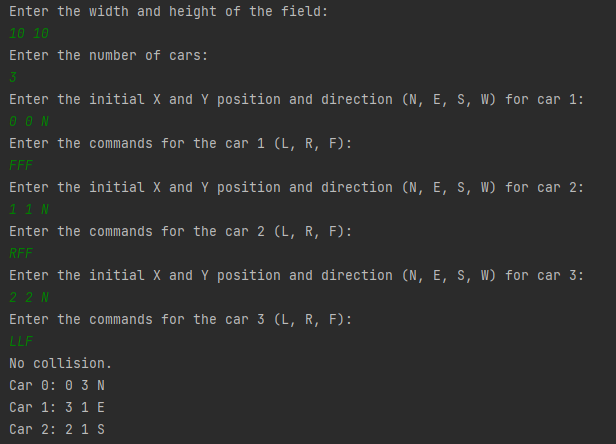 Enter the width and height of the field:
10 10
Enter the number of cars:
3
Enter the initial X and Y position and direction (N, E, S, W) for car 1:
0 0 N
Enter the commands for the car 1 (L, R, F):
FFF
Enter the initial X and Y position and direction (N, E, S, W) for car 2:
1 1 N
Enter the commands for the car 2 (L, R, F):
RFF
Enter the initial X and Y position and direction (N, E, S, W) for car 3:
2 2 N
Enter the commands for the car 3 (L, R, F):
LLF
No collision.
Car 0: 0 3 N
Car 1: 3 1 E
Car 2: 2 1 S